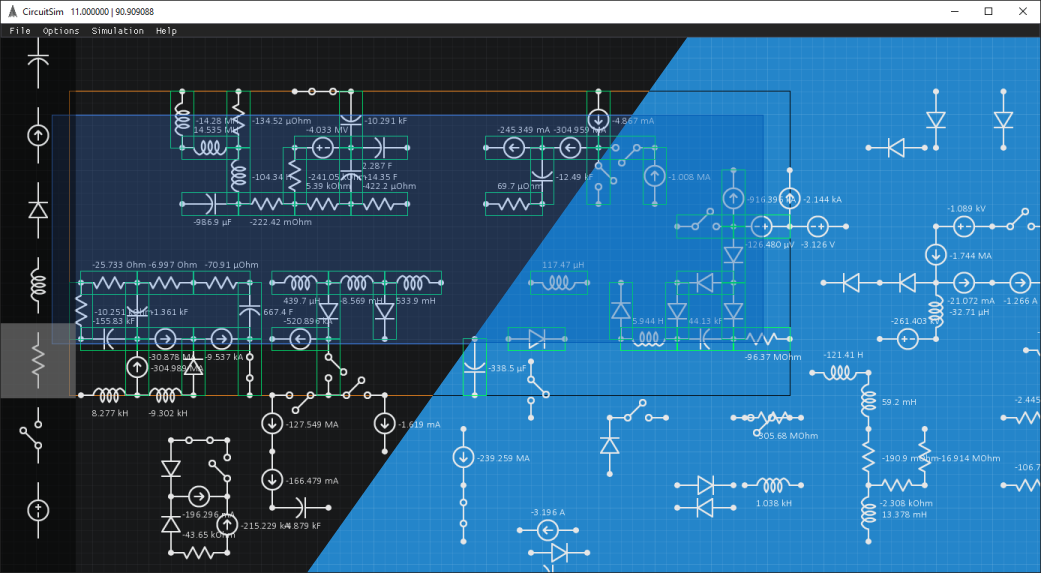 CircuitSim 11.000000 | 90.909088
File Options Simulation Help
-14.28 M
-134.52 µOhm
-10.291 kF
-4.867 mA
14.535 M
-4.033 MV
-245.349 mA
-304.959
2.287 F
-104.34
-241.05
-14.35 F
-12.49 kF
-1.008 MA
5.39 kOhm
-422.2 µOhm
69.7 µOhm
-916.39
-2.144 kA
-986.9 µF
-222.42 mOhm
-1.089 kV
-126.480 µV
-3.126 V
-1.744 MA
-25.733 Ohm
-6.997 Ohm
-70.91 µOhm
117.47 µH
439.7 µH
-8.569 mH
533.9 mH
-21.072 mA
-1.266 A
-10.251
-1.361 kF
667.4 F
-32.71 µH
-155.83 kF
-520.896 kA
5.944 H
44.13 kF
-261.403 kV
-30.878 MA
-9.537 kA
-96.37 MOhm
-121.41 H
-304.989 MA
-338.5 µF
8.277 kH
-9.302 kH
59.2 mH
-2.445
-127.549 MA
-1.619 mA
-305.68 MOhm
-239.259 MA
-190.9 mOhm
-16.914 MOhm
-106.7
-166.479 mA
1.038 kH
-2.308 kOhm
-196.296 mA
-3.196 A
13.378 mH
-215.229 kA
4.879 kF
-43.65 kOhm